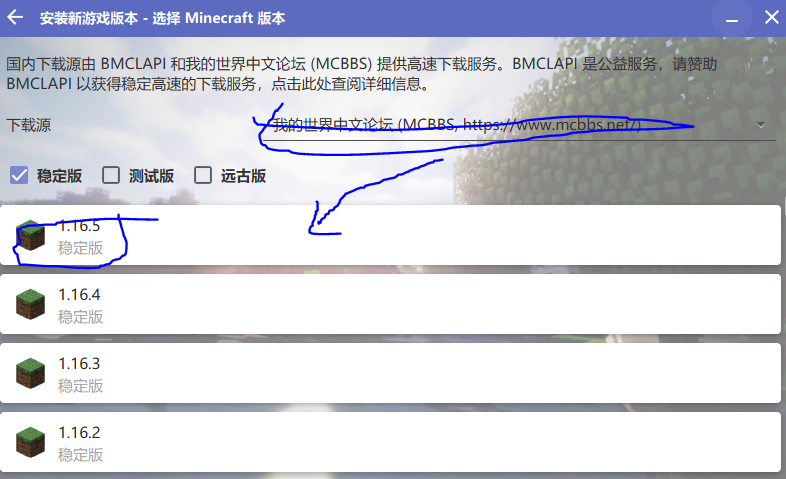 安装新游戏版本 - 选择 Minecraft 版本
国内下载源由 BMCLAPI 和我的世界中文论坛 (MCBBS) 提供高速下载服务。BMCLAPI 是公益服务，请赞助
BMCLAPI 以获得稳定高速的下载服务，点击此处查阅详细信息。
下载源 我的世界中文论坛 (MCBBS, https://www.mcbbs.net/)
稳定版 测试版 远古版
1.16.5
稳定版
1.16.4
稳定版
1.16.3
稳定版
1.16.2
稳定版